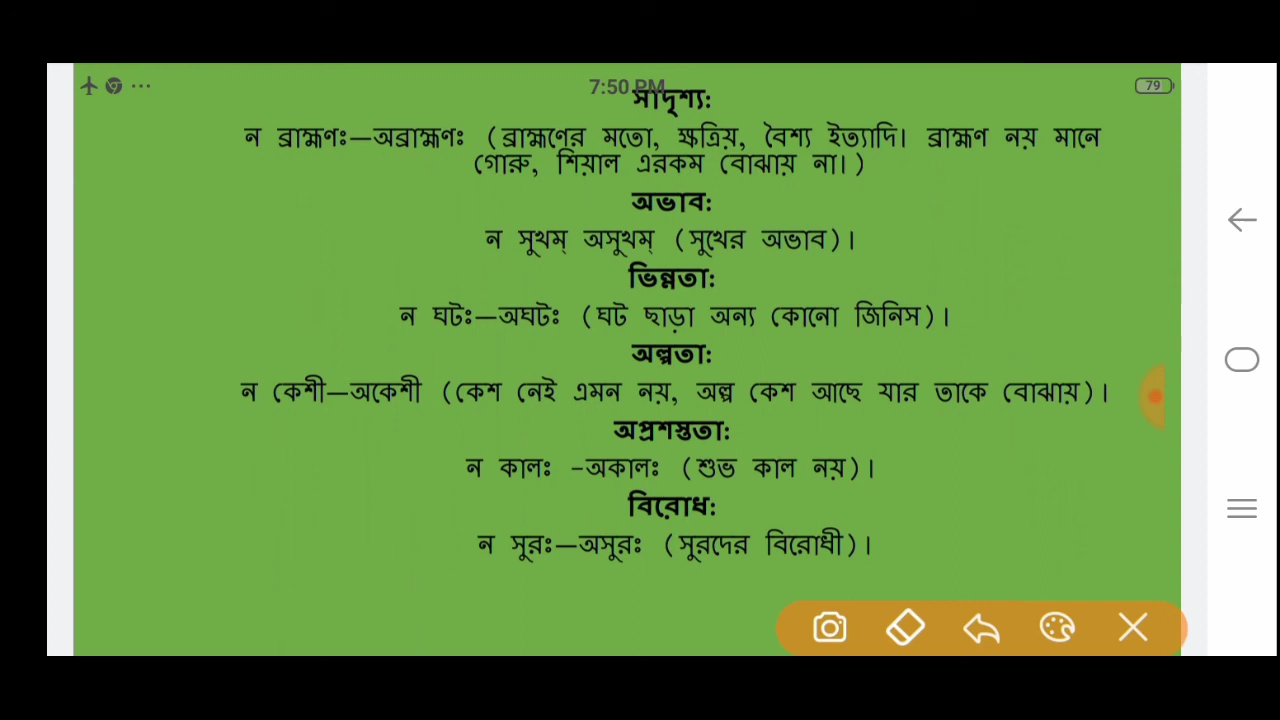 7:50 PM
79
সাদৃশ্য:
ন ব্রাহ্মণঃ—অব্রাহ্মণঃ (ব্রাহ্মণের মতো, ক্ষত্রিয়, বৈশ্য ইত্যাদি। ব্রাহ্মণ নয় মানে
গোরু, শিয়াল এরকম বোঝায় না।)
অভাব:
ন সুখম্ অসুখম্ (সুখের অভাব)।
ভিন্নতা:
ন ঘটঃ—অঘটঃ (ঘট ছাড়া অন্য কোনো জিনিস)।
অল্পতা:
ন কেশী—অকেশী (কেশ নেই এমন নয়, অল্প কেশ আছে যার তাকে বোঝায়)।
অপ্রশস্ততা:
ন কালঃ -অকালঃ (শুভ কাল নয়)।
বিরোধ:
ন সুরঃ—অসুরঃ (সুরদের বিরোধী)।